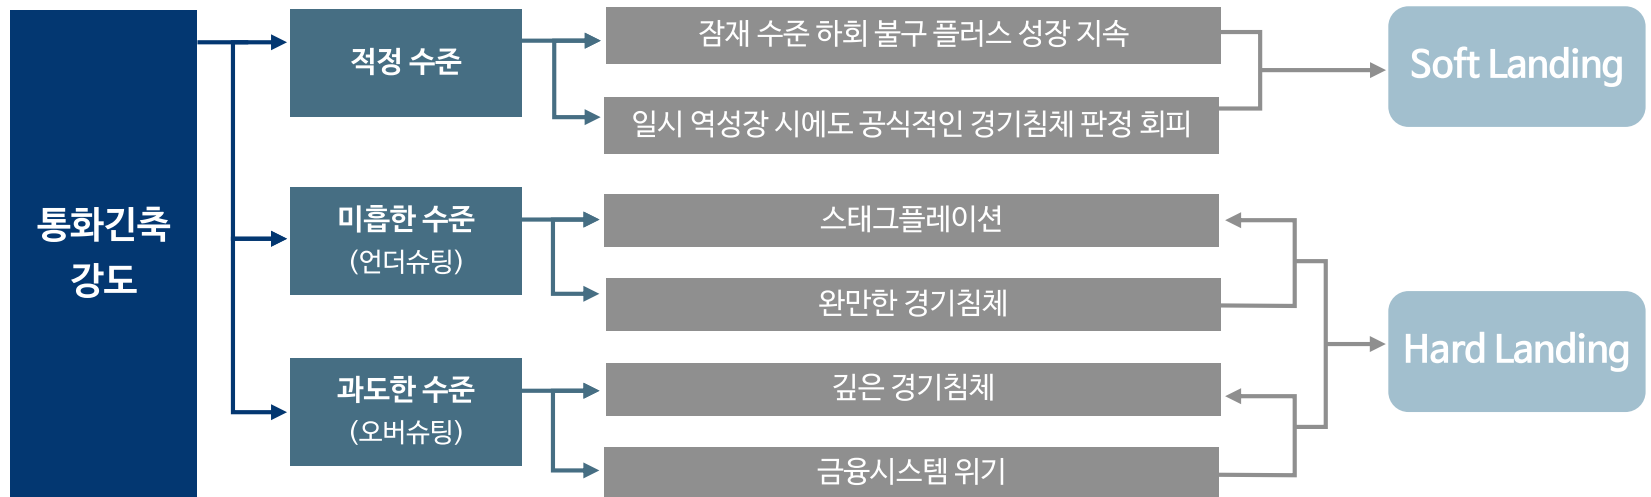 통화긴축
강도
적정 수준
잠재 수준 하회 불구 플러스 성장 지속
일시 역성장 시에도 공식적인 경기침체 판정 회피
Soft Landing
미흡한 수준
(언더슈팅)
스태그플레이션
완만한 경기침체
과도한 수준
(오버슈팅)
깊은 경기침체
금융시스템 위기
Hard Landing